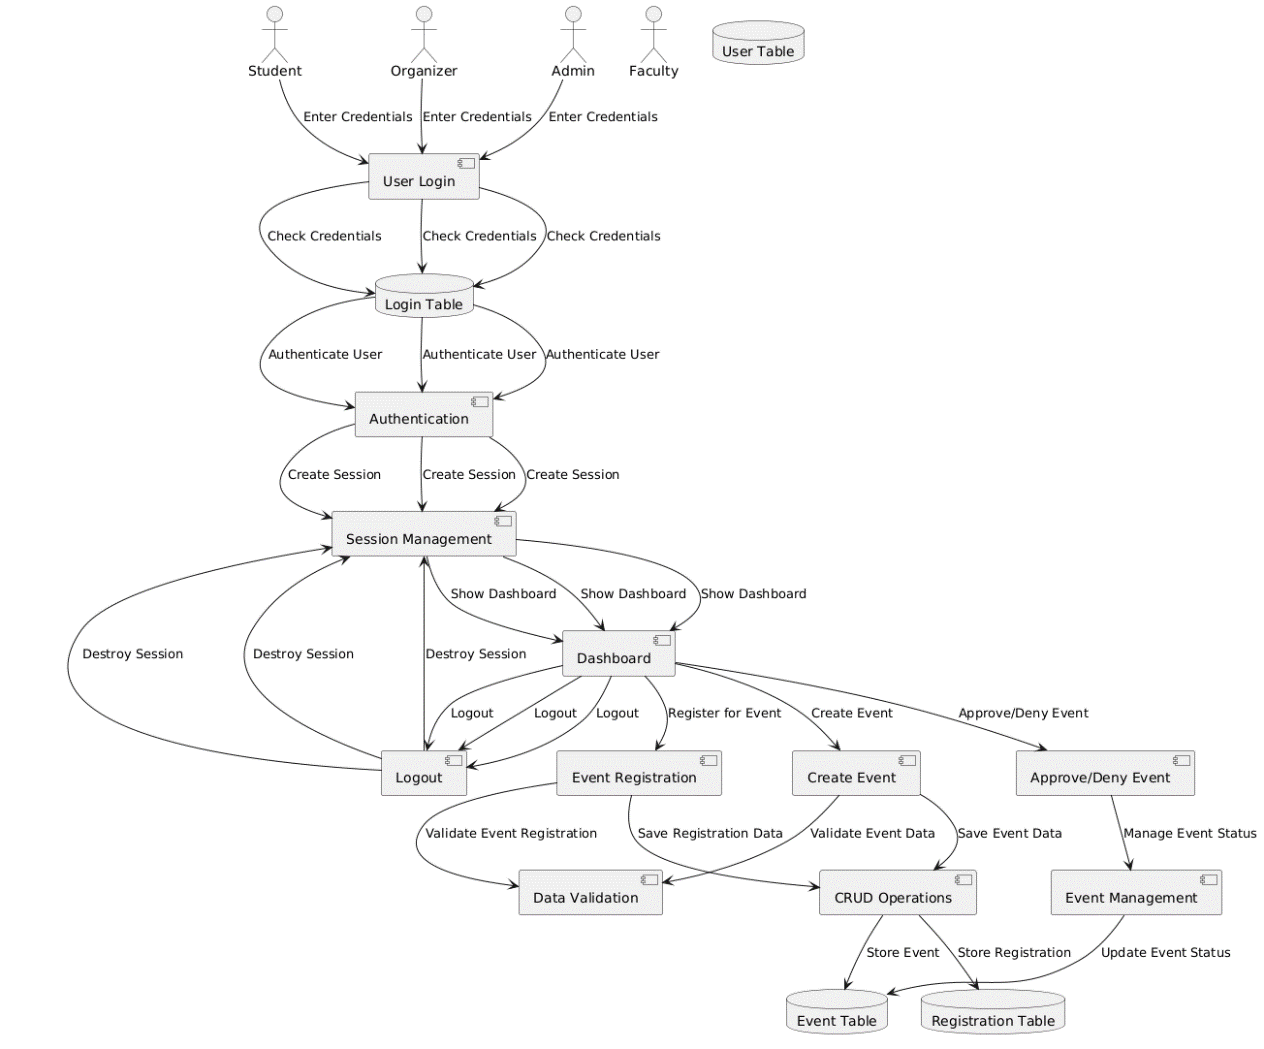 Student
Organizer
Admin
Faculty
User Table
Enter Credentials
Enter Credentials
Enter Credentials
User Login
Check Credentials
Check Credentials
Check Credentials
Login Table
Authenticate User
Authenticate User
Authenticate User
Authentication
Create Session
Create Session
Create Session
Session Management
Show Dashboard
Show Dashboard
Show Dashboard
Destroy Session
Destroy Session
Destroy Session
Dashboard
Logout
Logout
Logout
Register for Event
Create Event
Approve/Deny Event
Logout
Event Registration
Create Event
Approve/Deny Event
Validate Event Registration
Save Registration Data
Validate Event Data
Save Event Data
Manage Event Status
Data Validation
CRUD Operations
Event Management
Store Event
Store Registration
Update Event Status
Event Table
Registration Table